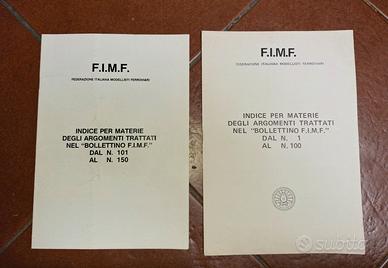 F.I.M.F.
FEDERAZIONE ITALIANA MODELLISTI FERROVIARI
INDICE PER MATERIE
DEGLI ARGOMENTI TRATTATI
NEL "BOLLETTINO F.I.M.F."
DAL N. 101
AL N. 150
F.I.M.F.
FEDERAZIONE ITALIANA MODELLISTI FERROVIARI
INDICE PER MATERIE
DEGLI ARGOMENTI TRATTATI
NEL "BOLLETTINO F.I.M.F."
DAL N. 1
AL N. 100
subito